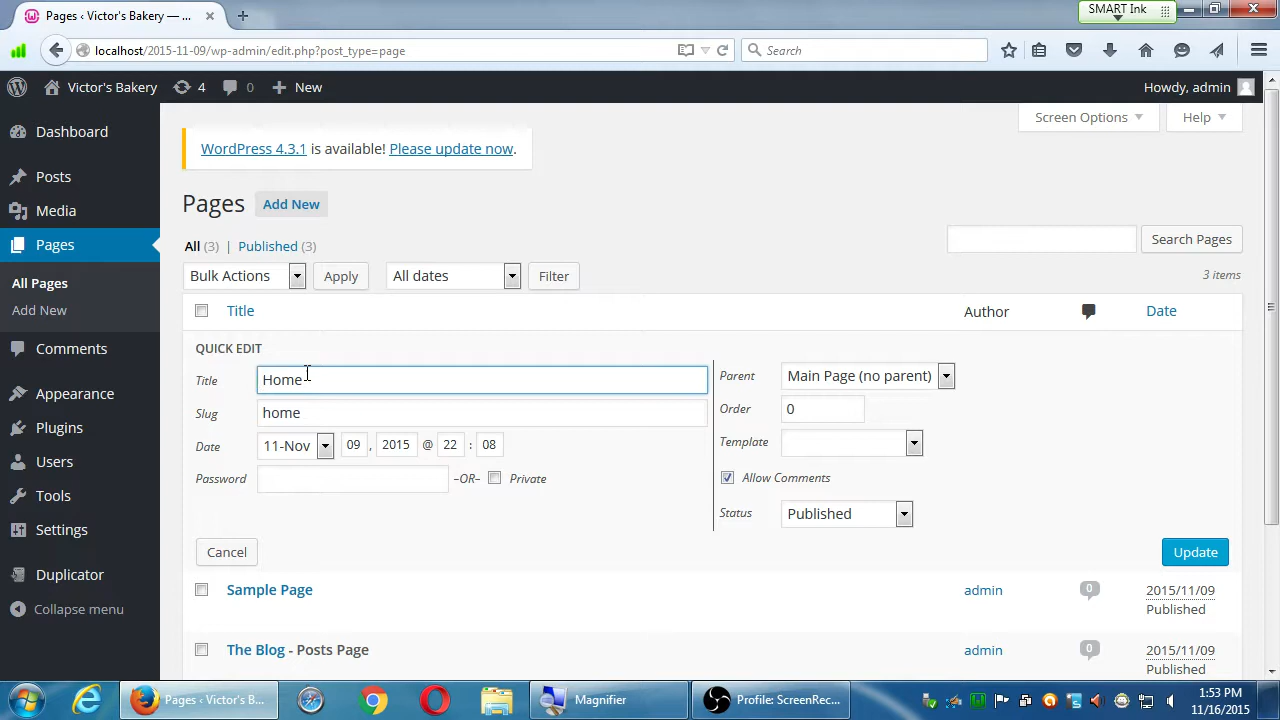 Pages ‹ Victor's Bakery — ...
SMART Ink
localhost/2015-11-09/wp-admin/edit.php?post_type=page
Search
Victor's Bakery
4
0
New
Howdy, admin
Dashboard
Posts
Media
Pages
All Pages
Add New
Comments
Appearance
Plugins
Users
Tools
Settings
Duplicator
Collapse menu
Screen Options
Help
WordPress 4.3.1 is available! Please update now.
Pages Add New
All (3) | Published (3)
Search Pages
Bulk Actions Apply All dates Filter
3 items
Title Author Date
QUICK EDIT
Title Home
Slug home
Date 11-Nov 09 , 2015 @ 22 : 08
Password –OR– Private
Parent Main Page (no parent)
Order 0
Template
Allow Comments
Status Published
Cancel Update
Sample Page admin 0 2015/11/09
Published
The Blog - Posts Page admin 0 2015/11/09
Published
Pages ‹ Victor's B...
Magnifier
Profile: ScreenRec...
1:53 PM
11/16/2015